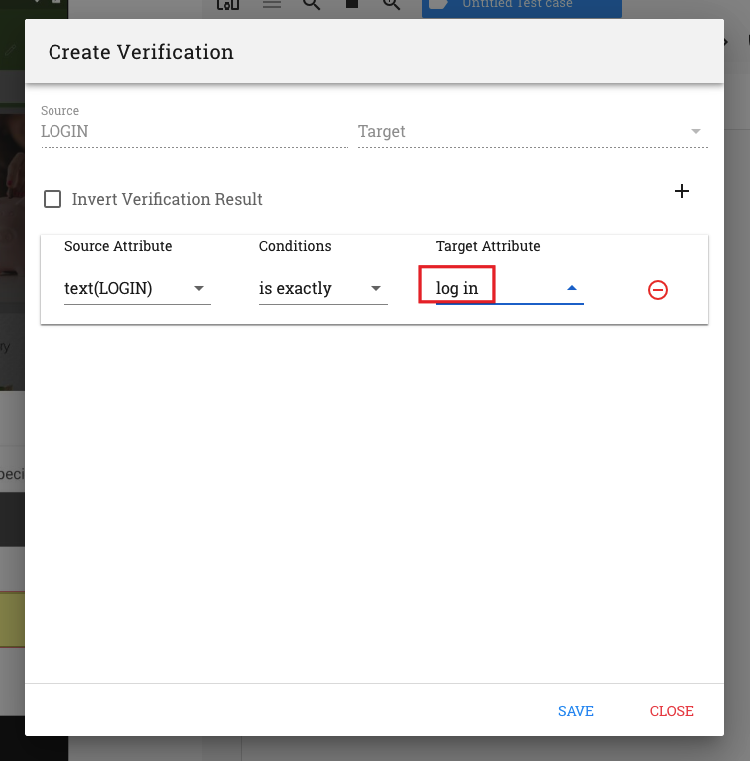 Untitled Test case
Create Verification
Source
LOGIN
Target
Invert Verification Result
Source Attribute Conditions Target Attribute
text(LOGIN) is exactly log in
SAVE CLOSE